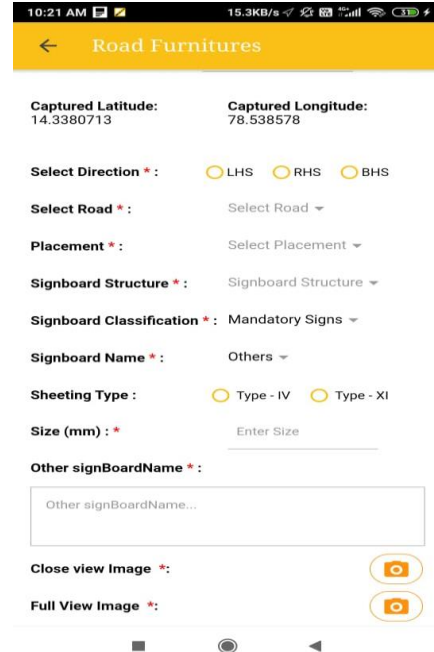 10:21 AM 15.3KB/s 4G+ 31
Road Furnitures
Captured Latitude: Captured Longitude:
14.3380713 78.538578
Select Direction * : LHS RHS BHS
Select Road * : Select Road
Placement * : Select Placement
Signboard Structure * : Signboard Structure
Signboard Classification * : Mandatory Signs
Signboard Name * : Others
Sheeting Type : Type - IV Type - XI
Size (mm) : * Enter Size
Other signBoardName * :
Other signBoardName...
Close view Image *:
Full View Image *: